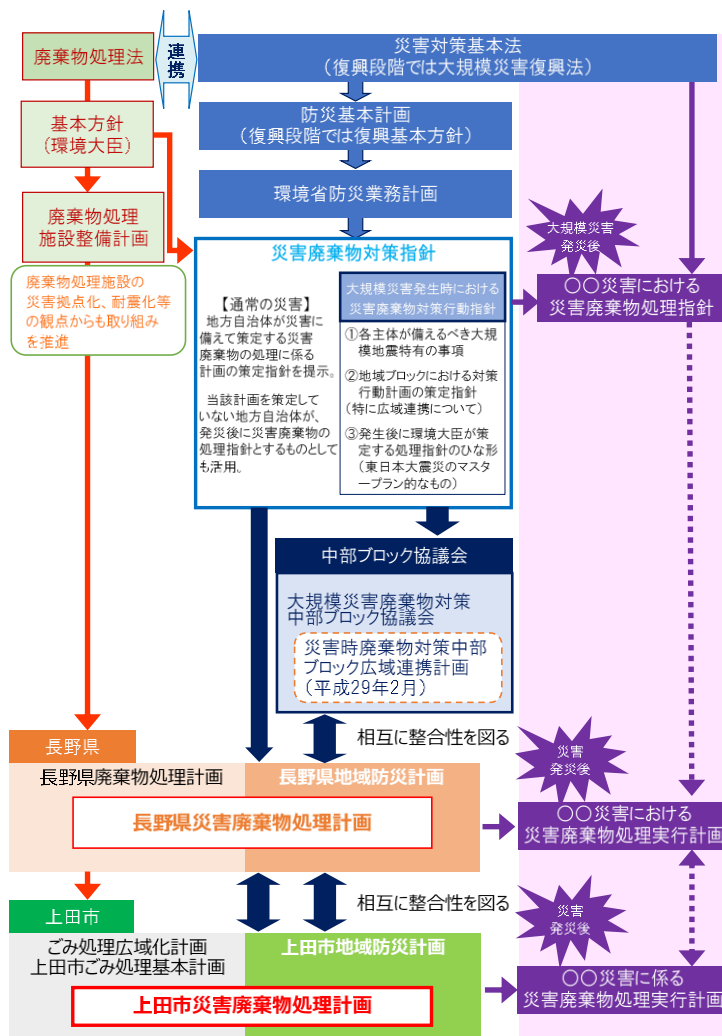 廃棄物処理法
連携
災害対策基本法
(復興段階では大規模災害復興法)
基本方針
(環境大臣)
防災基本計画
(復興段階では復興基本方針)
廃棄物処理
施設整備計画
環境省防災業務計画
廃棄物処理施設の
災害拠点化、耐震化等
の観点からも取り組み
を推進
災害廃棄物対策指針
【通常の災害】
地方自治体が災害に
備えて策定する災害
廃棄物の処理に係る
計画の策定指針を提示。
当該計画を策定して
いない地方自治体が、
発災後に災害廃棄物の
処理指針とするものとして
も活用。
大規模災害発生時における
災害廃棄物対策行動指針
①各主体が備えるべき大規
模地震特有の事項
②地域ブロックにおける対策
行動計画の策定指針
(特に広域連携について)
③発生後に環境大臣が策
定する処理指針のひな形
(東日本大震災のマスタ
ープラン的なもの)
大規模災害
発災後
〇〇災害における
災害廃棄物処理指針
中部ブロック協議会
大規模災害廃棄物対策
中部ブロック協議会
災害時廃棄物対策中部
ブロック広域連携計画
(平成29年2月)
相互に整合性を図る
長野県
長野県廃棄物処理計画
長野県地域防災計画
長野県災害廃棄物処理計画
災害
発災後
〇〇災害における
災害廃棄物処理実行計画
相互に整合性を図る
上田市
ごみ処理広域化計画
上田市ごみ処理基本計画
上田市地域防災計画
上田市災害廃棄物処理計画
災害
発災後
〇〇災害に係る
災害廃棄物処理実行計画